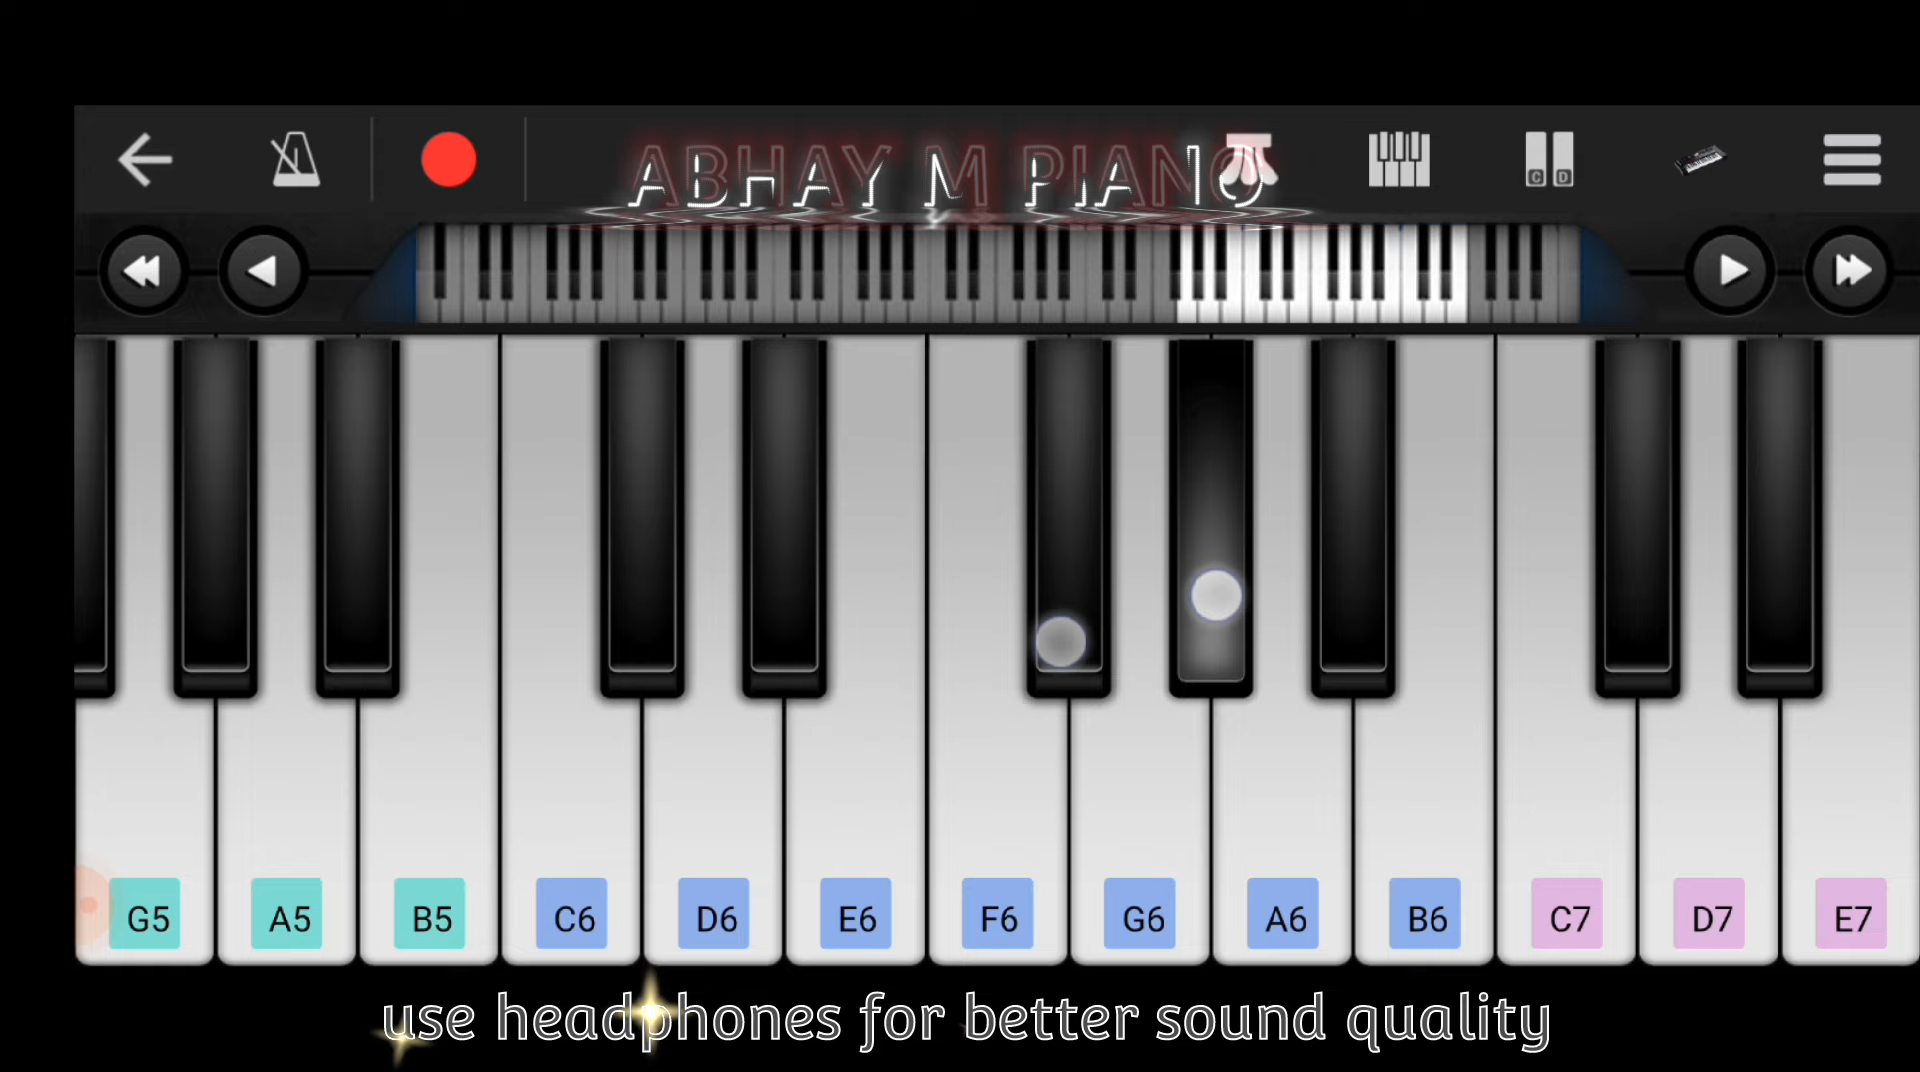 ABHAY M PIANO
C D
G5 A5 B5 C6 D6 E6 F6 G6 A6 B6 C7 D7 E7
use headphones for better sound quality